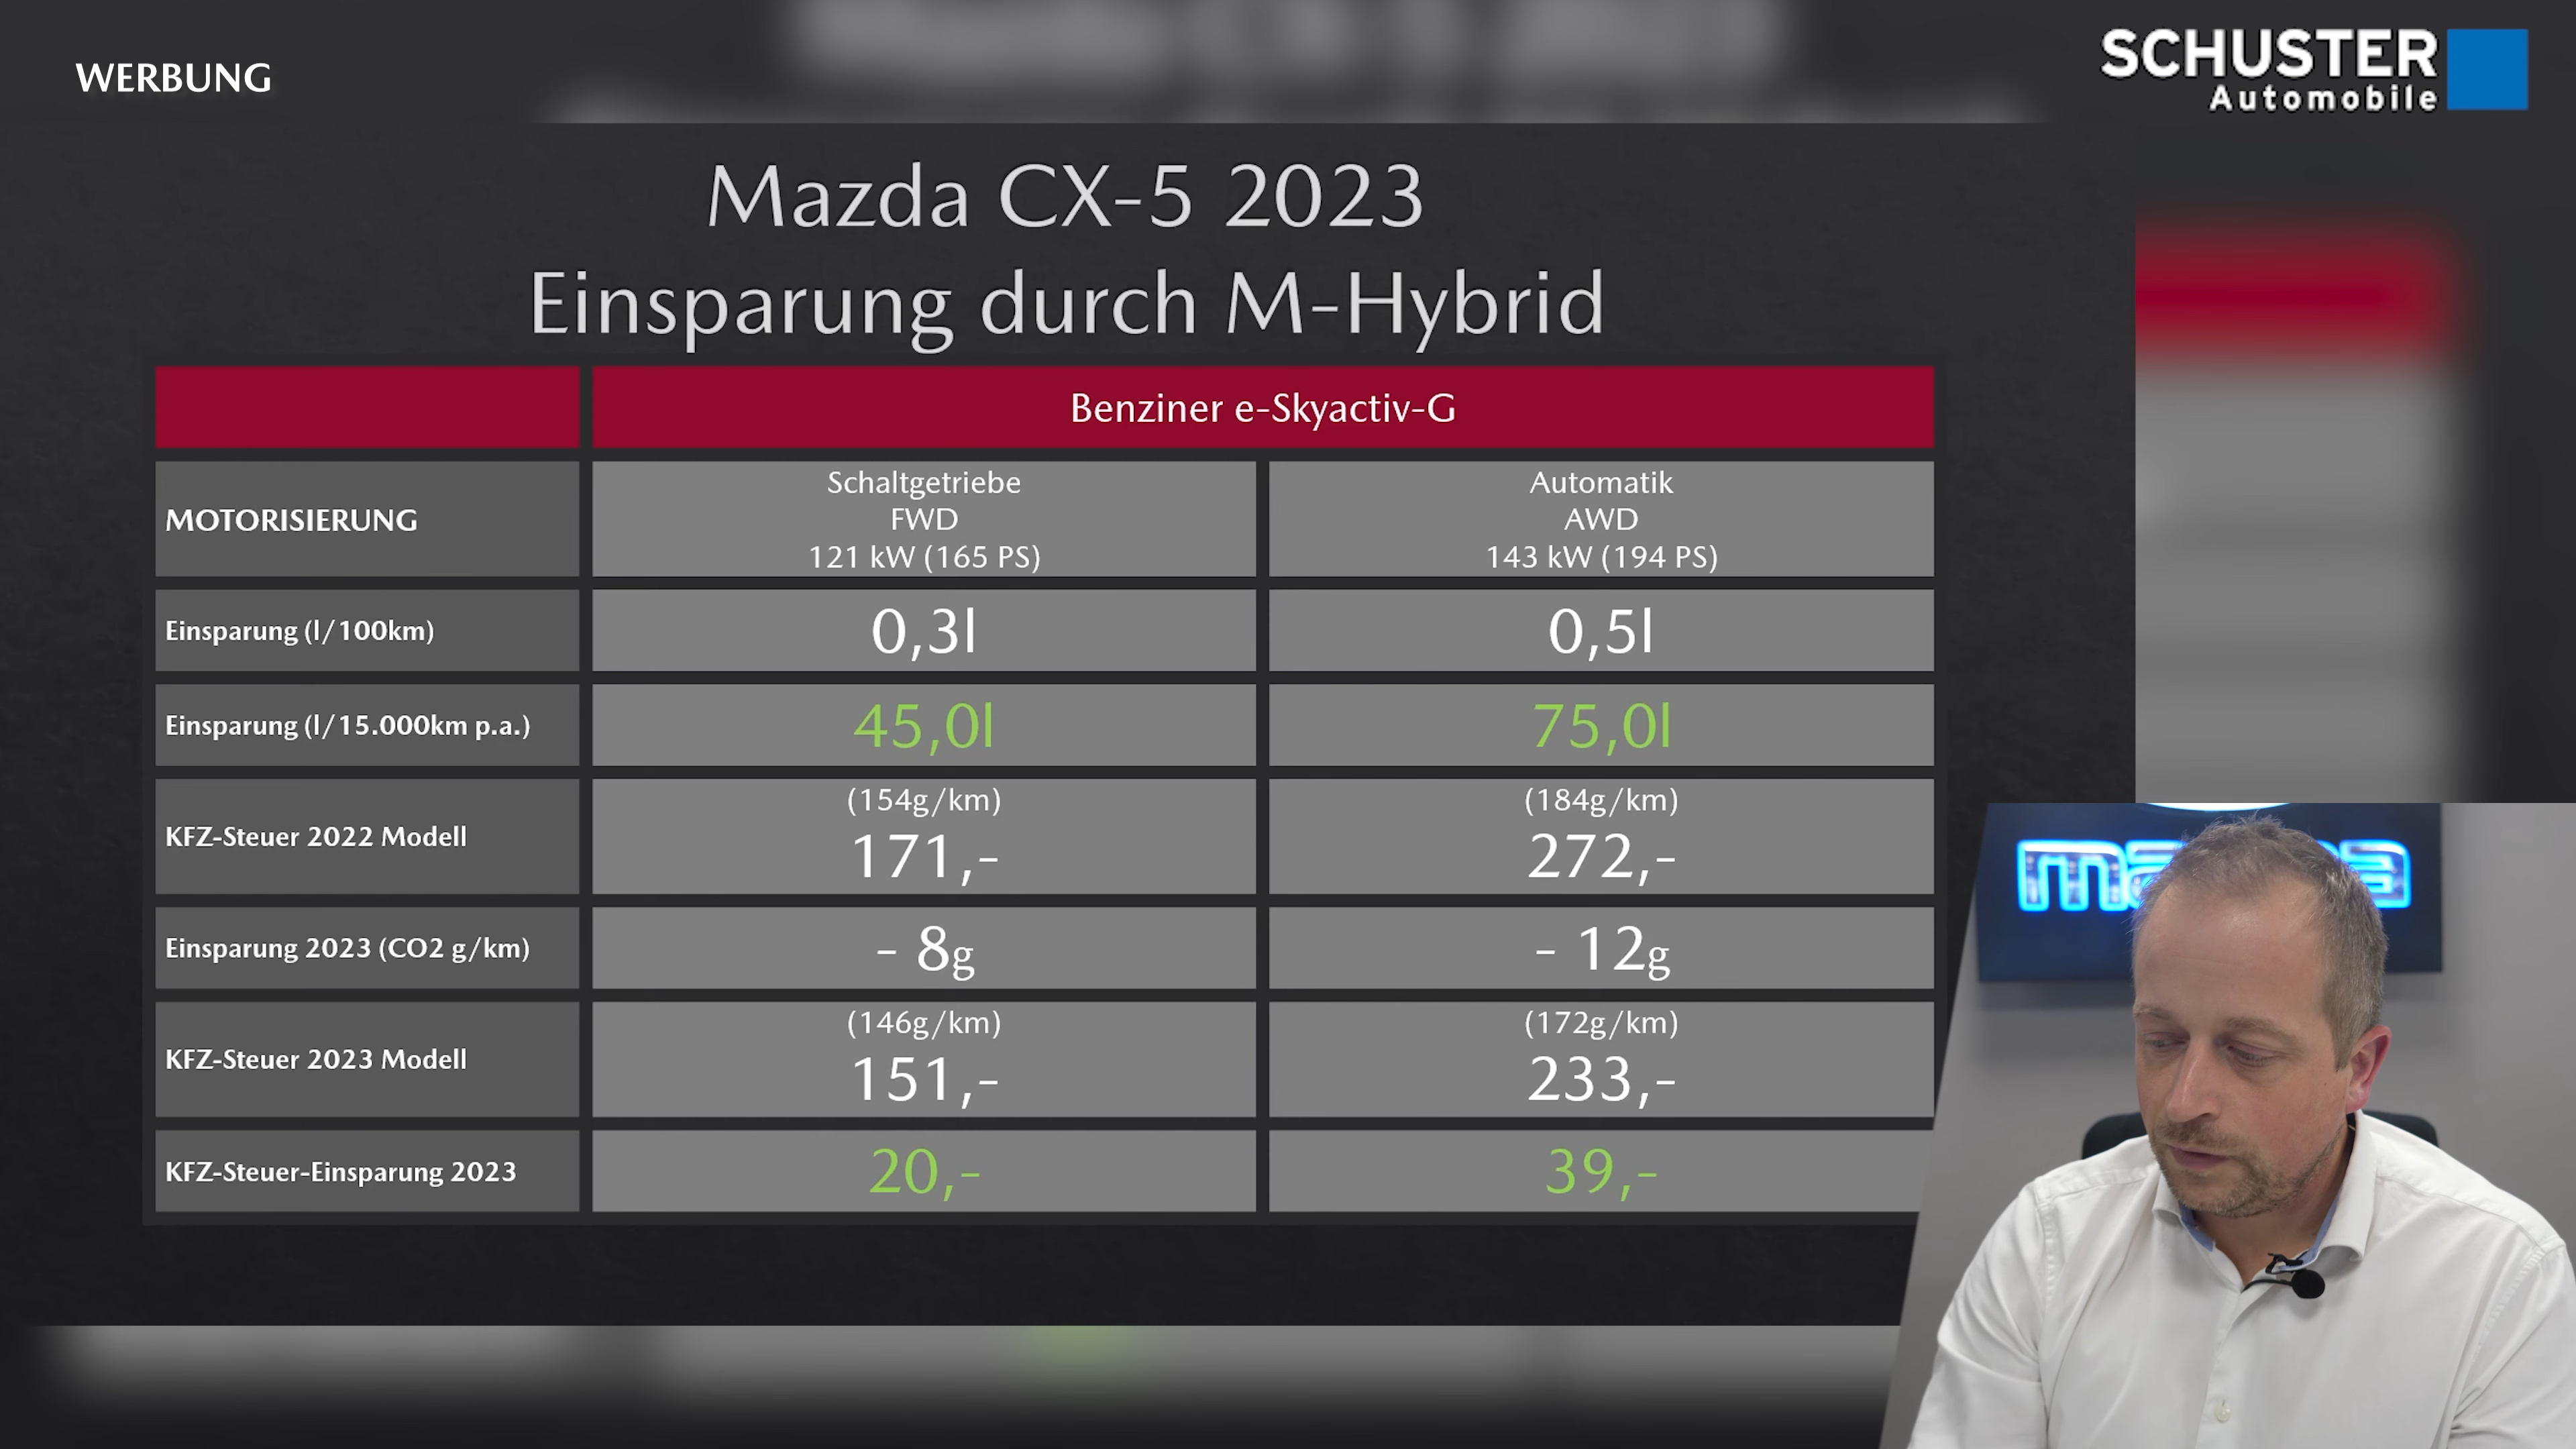 WERBUNG
SCHUSTER
Automobile
Mazda CX-5 2023
Einsparung durch M-Hybrid
Benziner e-Skyactiv-G
MOTORISIERUNG
Schaltgetriebe
FWD
121 kW (165 PS)
Automatik
AWD
143 kW (194 PS)
Einsparung (l/100km)
0,3l
0,5l
Einsparung (l/15.000km p.a.)
45,0l
75,0l
KFZ-Steuer 2022 Modell
(154g/km)
171,-
(184g/km)
272,-
Einsparung 2023 (CO2 g/km)
- 8g
- 12g
KFZ-Steuer 2023 Modell
(146g/km)
151,-
(172g/km)
233,-
KFZ-Steuer-Einsparung 2023
20,-
39,-